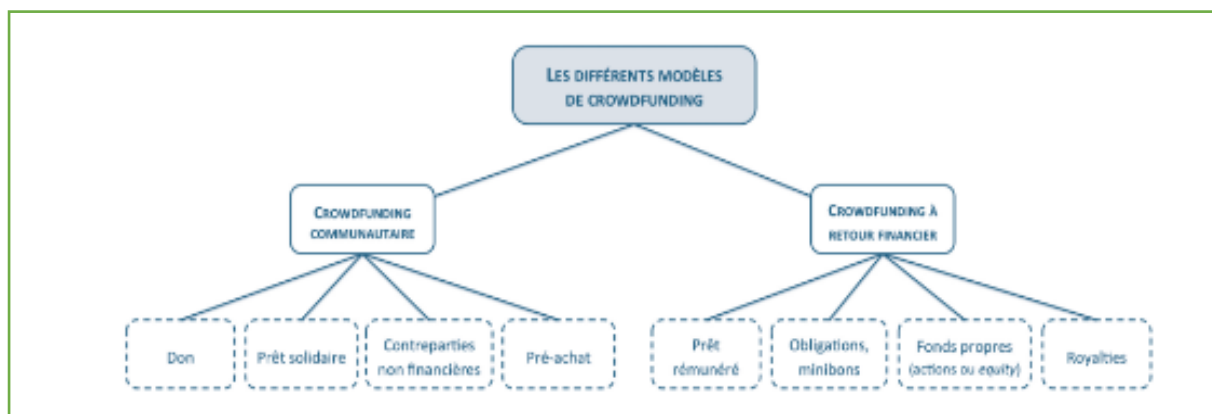 LES DIFFÉRENTS MODÈLES
DE CROWDFUNDING
CROWDFUNDING
COMMUNAUTAIRE
CROWDFUNDING À
RETOUR FINANCIER
Don
Prêt solidaire
Contreparties
non financières
Pré-achat
Prêt
rémunéré
Obligations,
minibons
Fonds propres
(actions ou equity)
Royalties